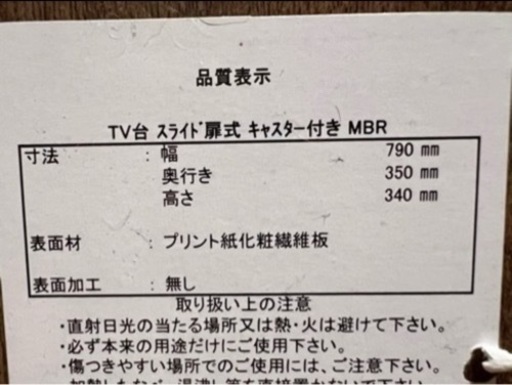 品質表示
TV台 ｽﾗｲﾄﾞ扉式 ｷｬｽﾀｰ付き MBR
寸法 : 幅 790 mm
奥行き 350 mm
高さ 340 mm
表面材 : プリント紙化粧繊維板
表面加工 : 無し
取り扱い上の注意
・直射日光の当たる場所又は熱・火は避けて下さい。
・必ず本来の用途だけにご使用下さい。
・傷つきやすい場所でのご使用には、ご注意下さい。